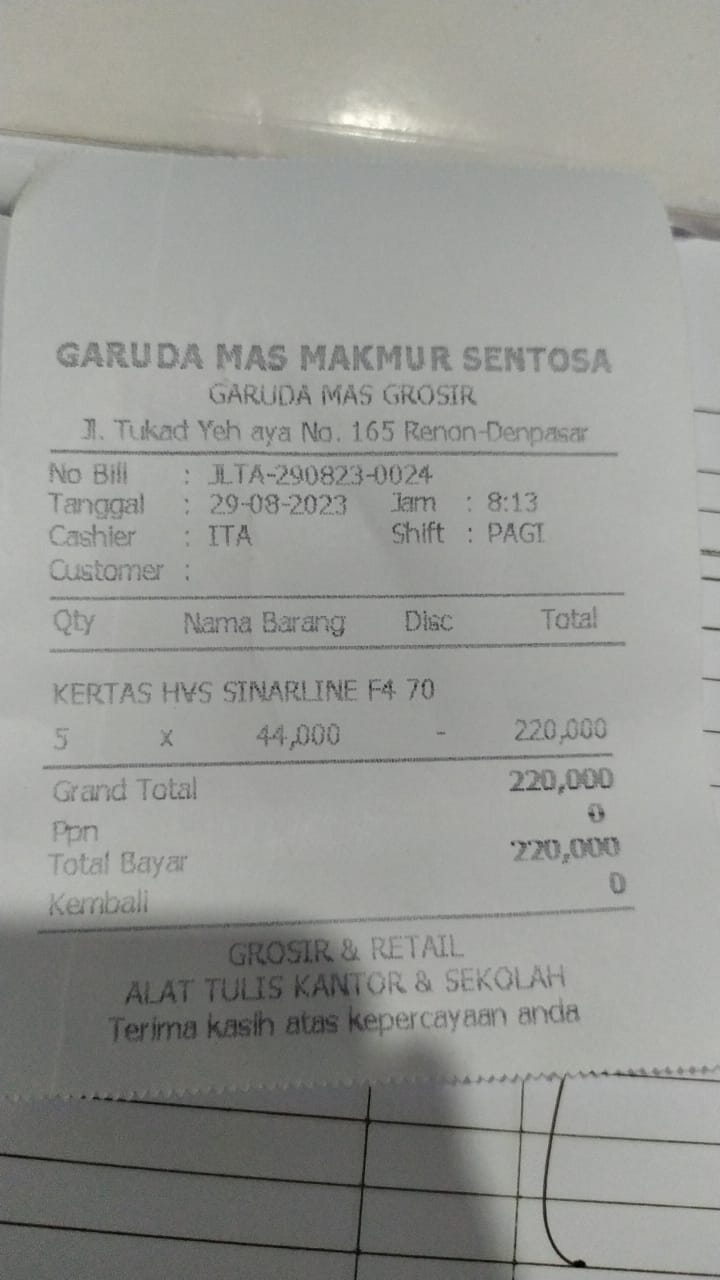 GARUDA MAS MAKMUR SENTOSA
GARUDA MAS GROSIR
Jl. Tukad Yeh aya No. 165 Renon-Denpasar
No Bill : JLTA-290823-0024
Tanggal : 29-08-2023 Jam : 8:13
Cashier : ITA Shift : PAGI
Customer :
Qty Nama Barang Disc Total
KERTAS HVS SINARLINE F4 70
5 x 44,000 - 220,000
Grand Total 220,000
Ppn 0
Total Bayar 220,000
Kembali 0
GROSIR & RETAIL
ALAT TULIS KANTOR & SEKOLAH
Terima kasih atas kepercayaan anda